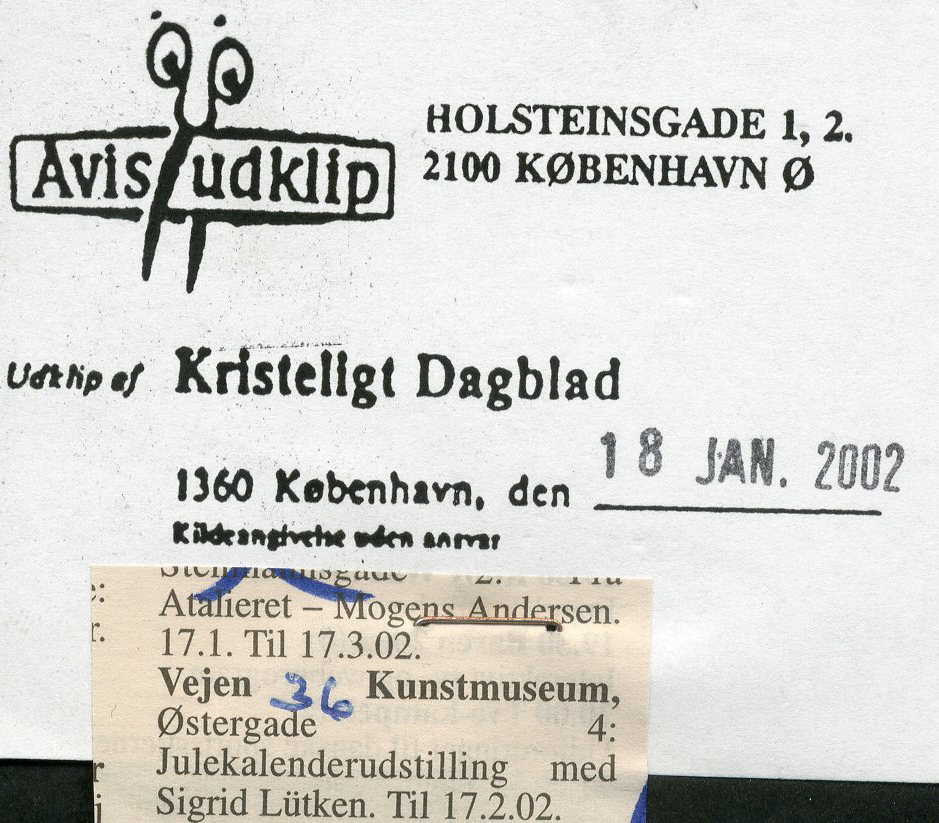 Avis/udklip
HOLSTEINSGADE 1, 2.
2100 KØBENHAVN Ø
Udklip af Kristeligt Dagblad
18 JAN. 2002
1360 København, den
Kildeangivelse uden ansvar
2. Fra
Atalieret – Mogens Andersen.
17.1. Til 17.3.02.
Vejen 36 Kunstmuseum,
Østergade 4:
Julekalenderudstilling med
Sigrid Lütken. Til 17.2.02.